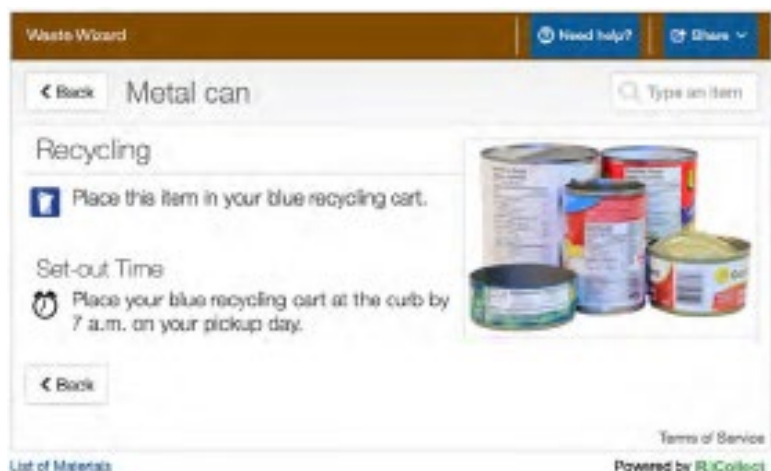 Waste Wizard
Need help?
Share
Back
Metal can
Type an item
Recycling
Place this item in your blue recycling cart.
Set-out Time
Place your blue recycling cart at the curb by
7 a.m. on your pickup day.
Back
Terms of Service
List of Materials
Powered by ReCollect